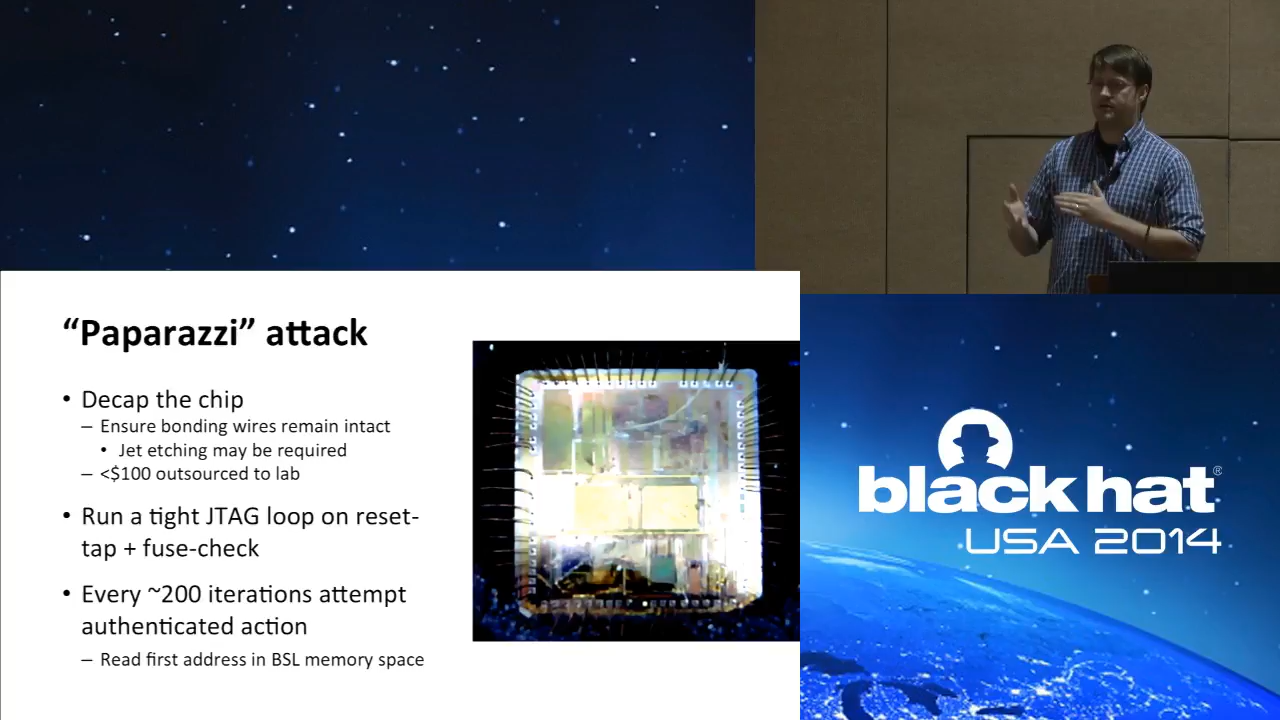 “Paparazzi” attack
• Decap the chip
– Ensure bonding wires remain intact
• Jet etching may be required
– <$100 outsourced to lab
• Run a tight JTAG loop on reset-
tap + fuse-check
• Every ~200 iterations attempt
authenticated action
– Read first address in BSL memory space
black hat®
USA 2014